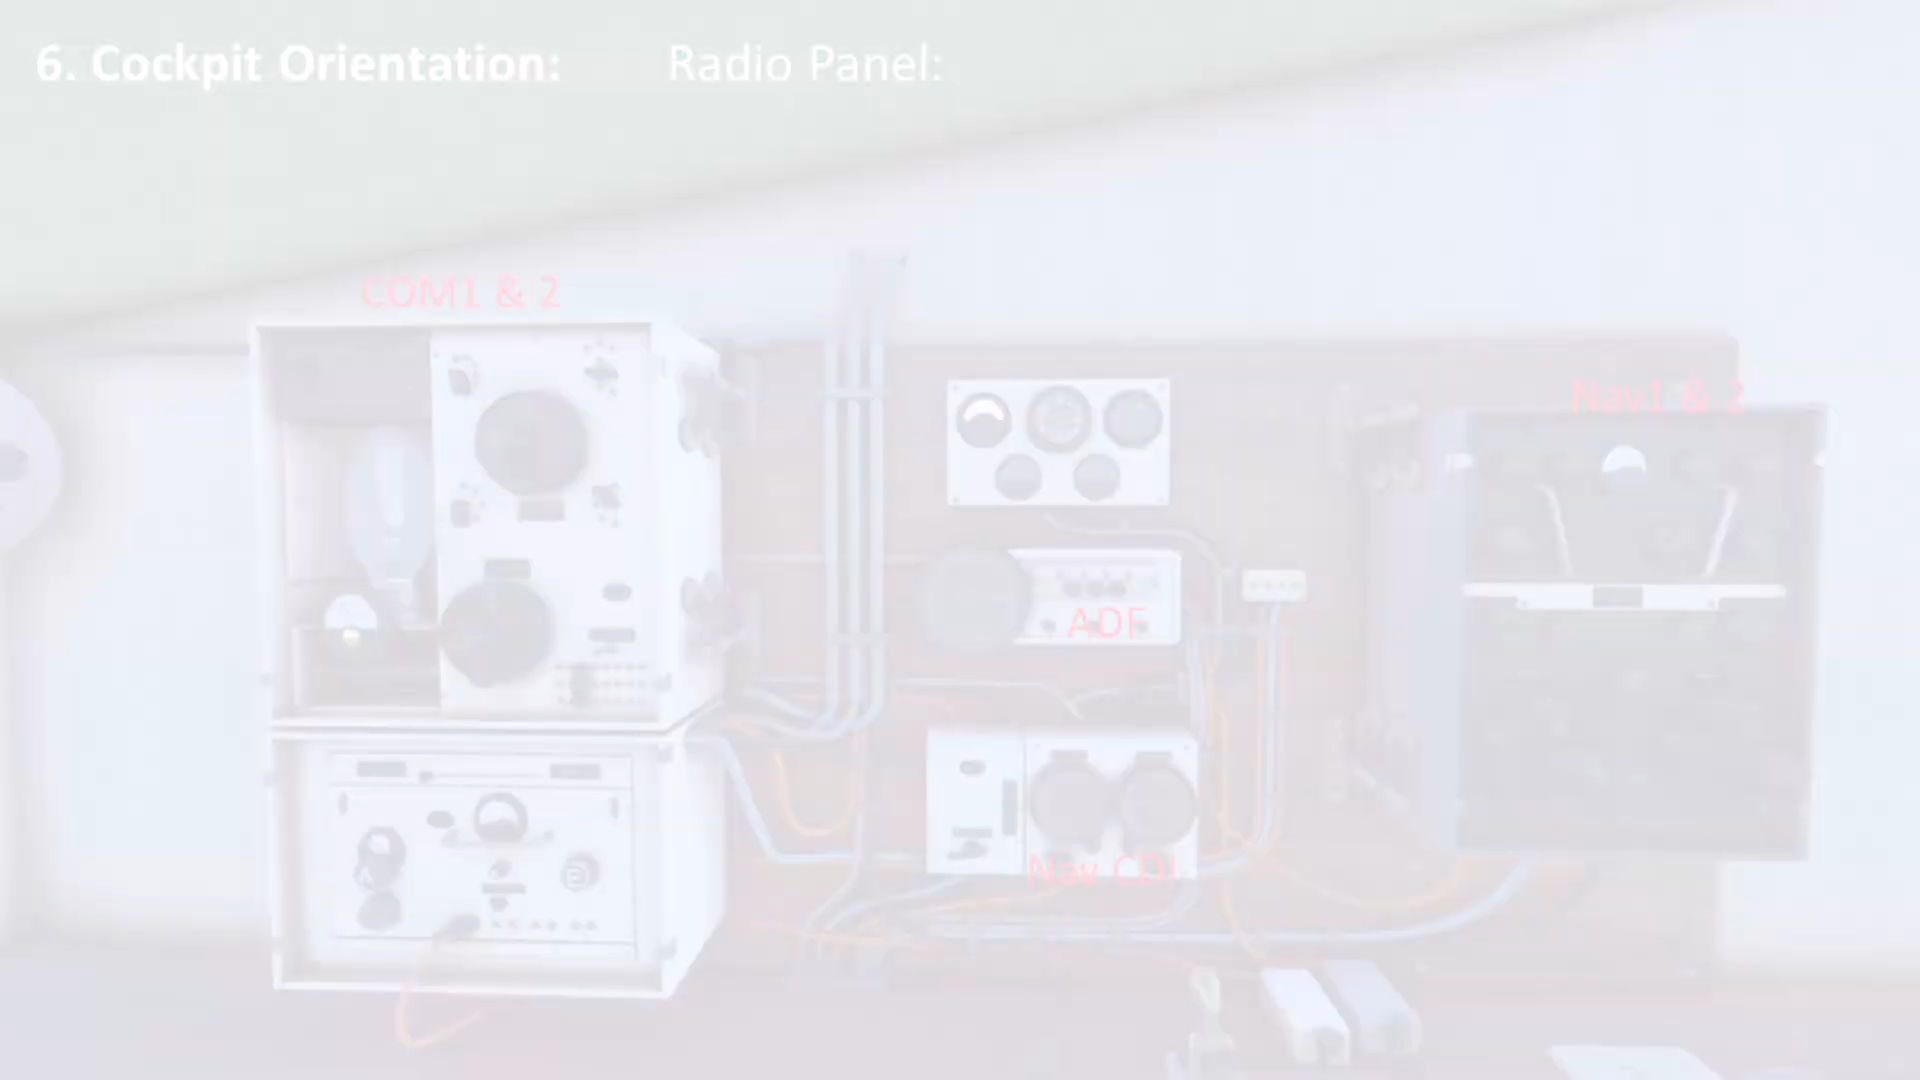 6. Cockpit Orientation: Radio Panel:
COM1 & 2
Nav1 & 2
ADF
Nav CDI
A
B